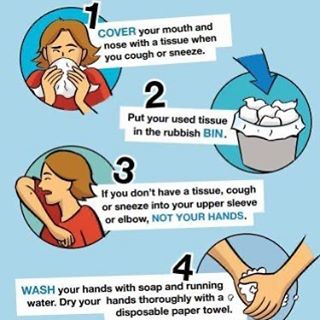 1
COVER your mouth and
nose with a tissue when
you cough or sneeze.
2
Put your used tissue
in the rubbish BIN.
3
If you don't have a tissue, cough
or sneeze into your upper sleeve
or elbow, NOT YOUR HANDS.
4
WASH your hands with soap and running
water. Dry your hands thoroughly with a
disposable paper towel.